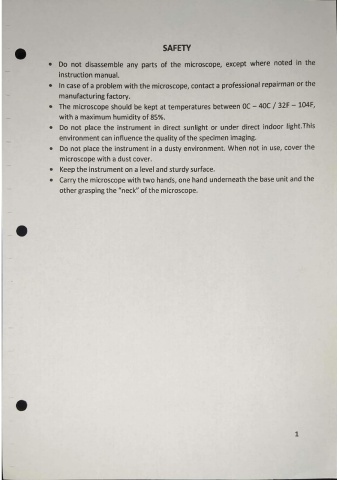 SAFETY
• Do not disassemble any parts of the microscope, except where noted in the
instruction manual.
• In case of a problem with the microscope, contact a professional repairman or the
manufacturing factory.
• The microscope should be kept at temperatures between 0C – 40C / 32F – 104F,
with a maximum humidity of 85%.
• Do not place the instrument in direct sunlight or under direct indoor light.This
environment can influence the quality of the specimen imaging.
• Do not place the instrument in a dusty environment. When not in use, cover the
microscope with a dust cover.
• Keep the instrument on a level and sturdy surface.
• Carry the microscope with two hands, one hand underneath the base unit and the
other grasping the "neck" of the microscope.
1